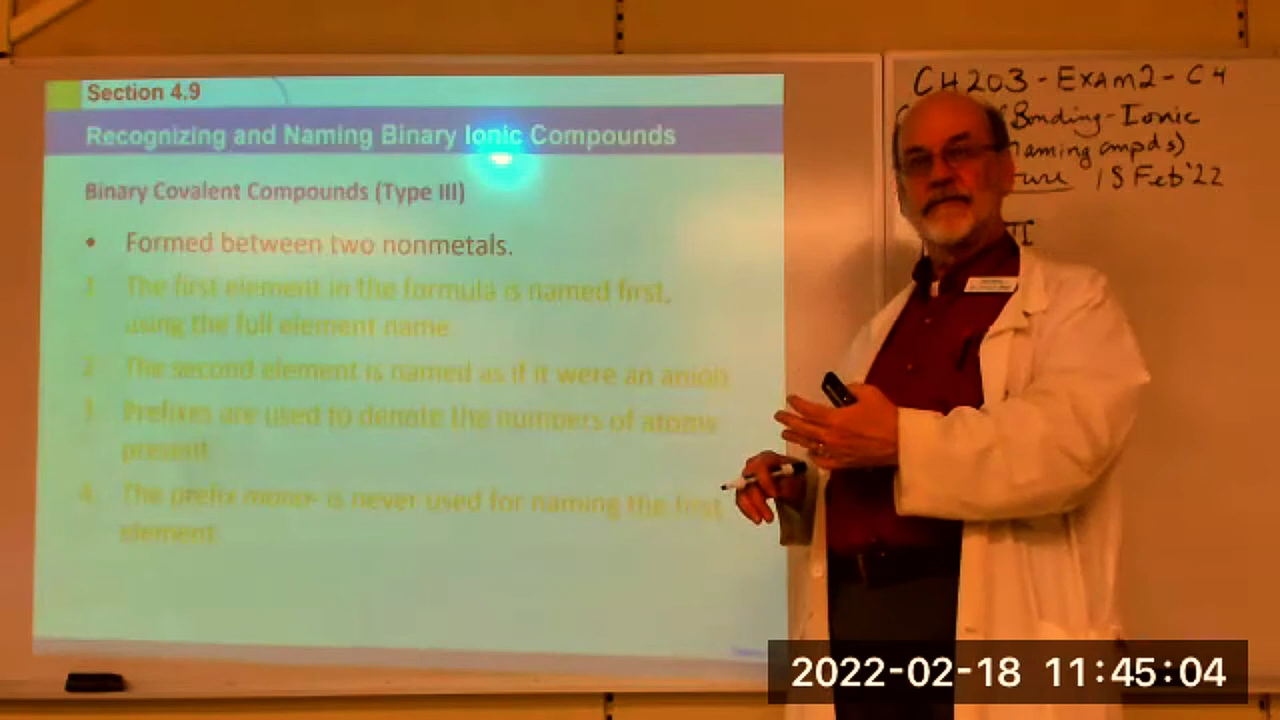 Section 4.9
Recognizing and Naming Binary Ionic Compounds
Binary Covalent Compounds (Type III)
• Formed between two nonmetals.
1. The first element in the formula is named first,
using the full element name.
2. The second element is named as if it were an anion.
3. Prefixes are used to denote the numbers of atoms
present.
4. The prefix mono- is never used for naming the first
element.
CH203-EXAM2-C4
Bonding-Ionic
naming cmpds)
18 Feb'22
2022-02-18 11:45:04